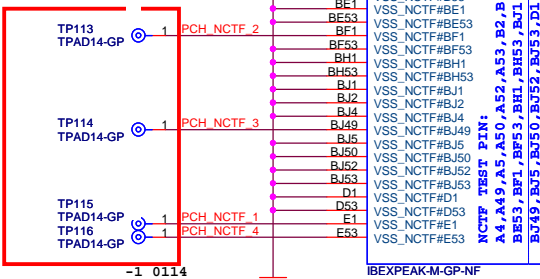 BE1 VSS_NCTF#BE1
TP113 BE53 VSS_NCTF#BE53
TPAD14-GP 1 PCH_NCTF_2 BF1 VSS_NCTF#BF1
BF53 VSS_NCTF#BF53
BH1 VSS_NCTF#BH1
BH53 VSS_NCTF#BH53
BJ1 VSS_NCTF#BJ1
BJ2 VSS_NCTF#BJ2
TP114 BJ4 VSS_NCTF#BJ4
TPAD14-GP 1 PCH_NCTF_3 BJ49 VSS_NCTF#BJ49
BJ5 VSS_NCTF#BJ5
BJ50 VSS_NCTF#BJ50
BJ52 VSS_NCTF#BJ52
BJ53 VSS_NCTF#BJ53
D1 VSS_NCTF#D1
TP115 D53 VSS_NCTF#D53
TPAD14-GP 1 PCH_NCTF_1 E1 VSS_NCTF#E1
TP116 1 PCH_NCTF_4 E53 VSS_NCTF#E53
TPAD14-GP
NCTF TEST PIN:
A4,A49,A5,A50,A52,A53,B2,B
BE53,BF1,BF53,BH1,BH53,BJ1
BJ49,BJ5,BJ50,BJ52,BJ53,D1
-1 0114
IBEXPEAK-M-GP-NF